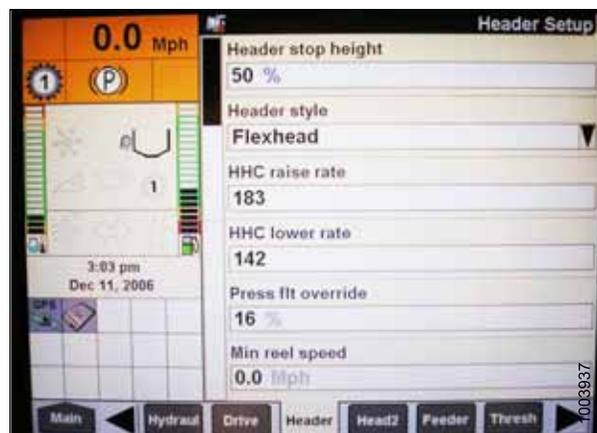 0.0 Mph
Header Setup
1
P
1
3:03 pm
Dec 11, 2006
GPS
Header stop height
50 %
Header style
Flexhead
HHC raise rate
183
HHC lower rate
142
Press flt override
16 %
Min reel speed
0.0 Mph
Main
Hydraul
Drive
Header
Head2
Feeder
Thresh
1003937